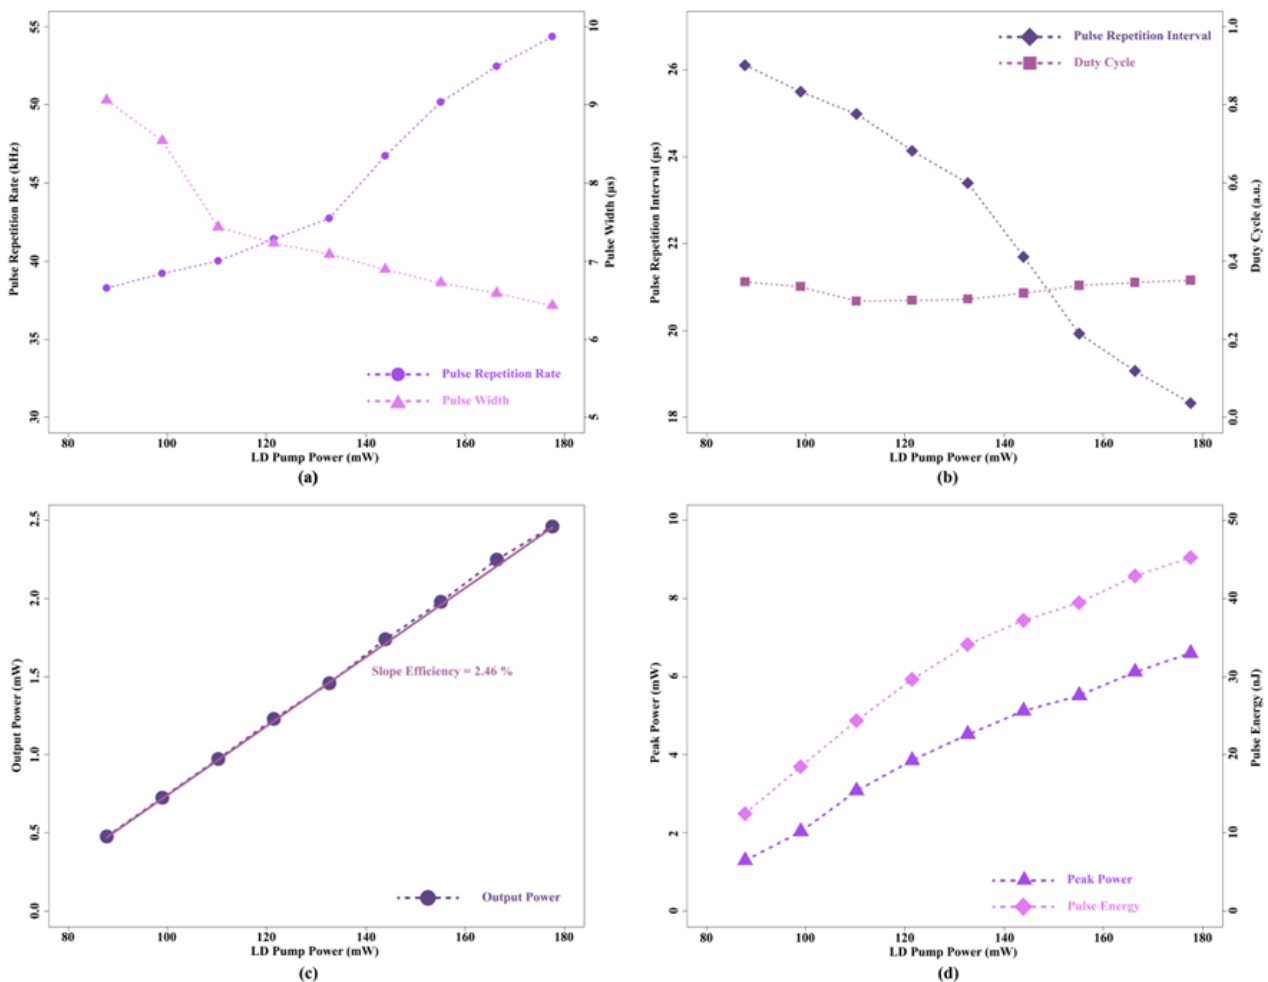 55
50
45
40
35
30
Pulse Repetition Rate (kHz)
10
9
8
7
6
5
Pulse Width (µs)
Pulse Repetition Rate
Pulse Width
80 100 120 140 160 180
LD Pump Power (mW)
(a)
26
24
22
20
18
Pulse Repetition Interval (µs)
1.0
0.8
0.6
0.4
0.2
0.0
Duty Cycle (a.u.)
Pulse Repetition Interval
Duty Cycle
80 100 120 140 160 180
LD Pump Power (mW)
(b)
2.5
2.0
1.5
1.0
0.5
0.0
Output Power (mW)
Slope Efficiency = 2.46 %
Output Power
80 100 120 140 160 180
LD Pump Power (mW)
(c)
10
8
6
4
2
0
Peak Power (mW)
50
40
30
20
10
0
Pulse Energy (nJ)
Peak Power
Pulse Energy
80 100 120 140 160 180
LD Pump Power (mW)
(d)